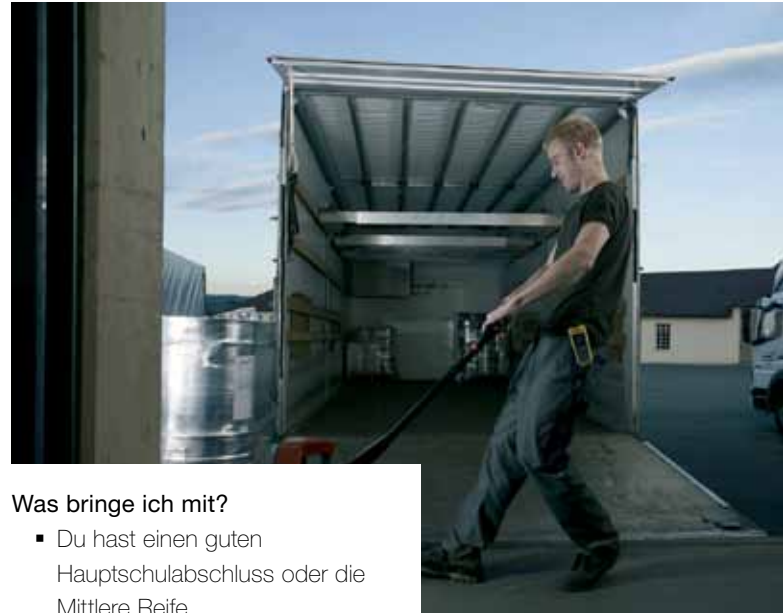 Was bringe ich mit?
▪ Du hast einen guten
Hauptschulabschluss oder die
Mittlere Reife